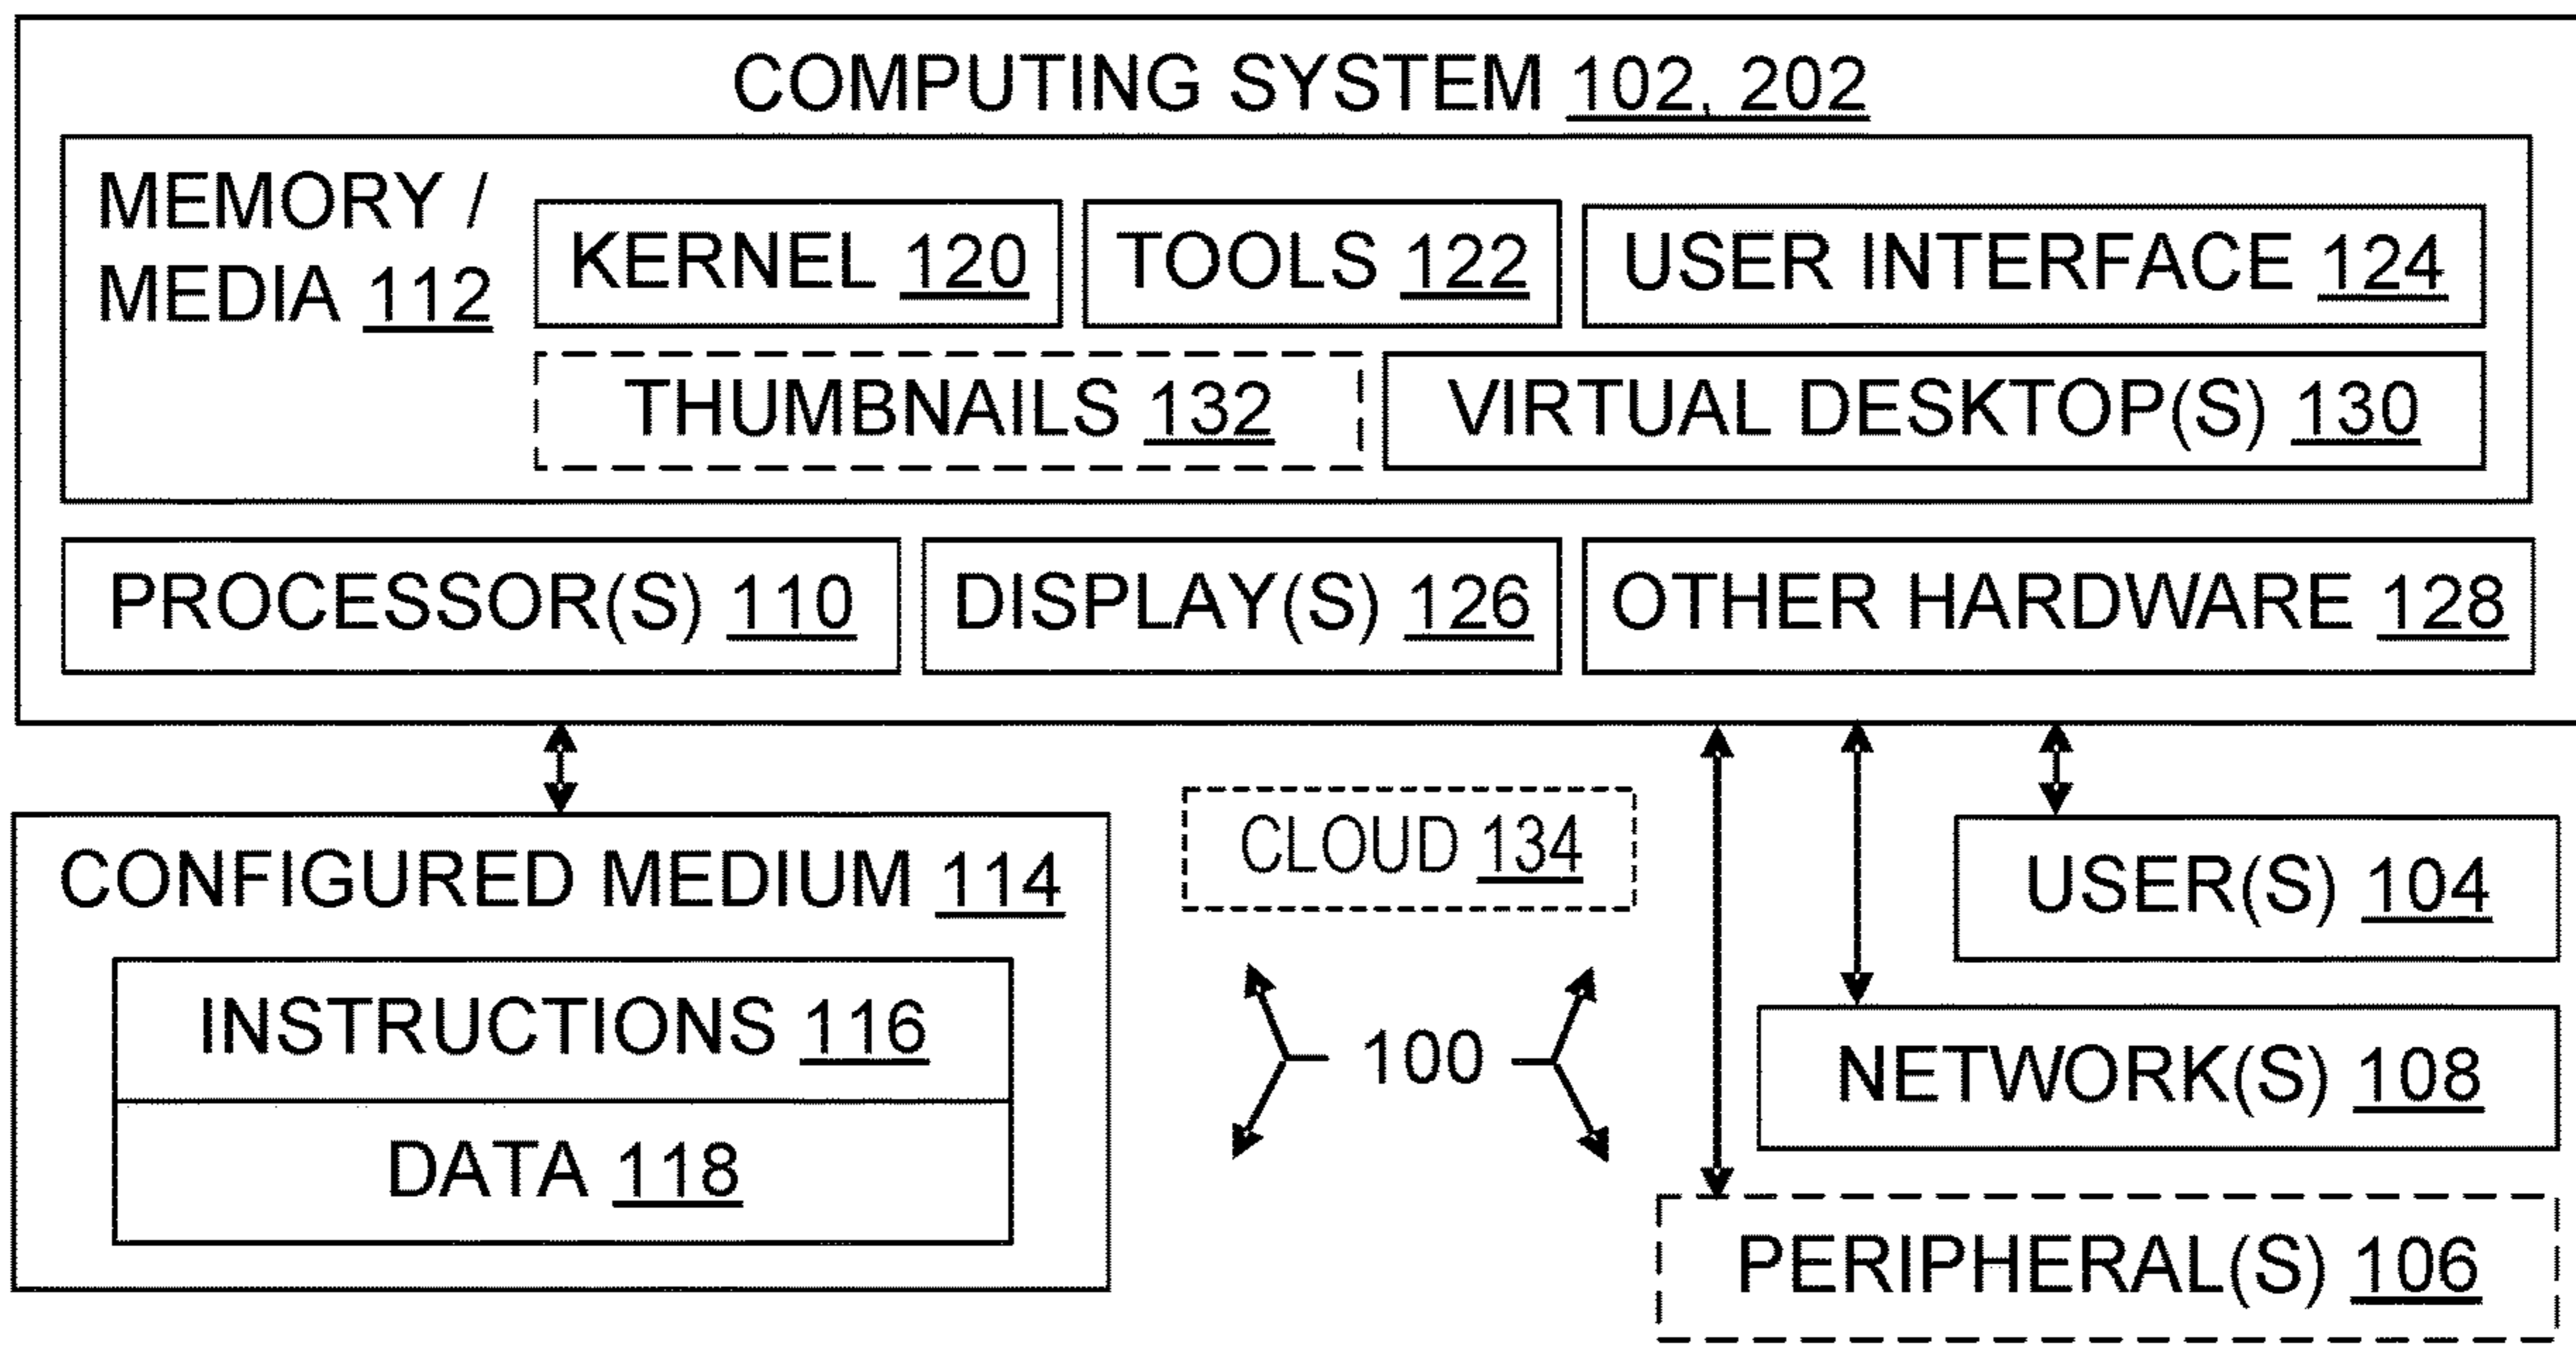 COMPUTING SYSTEM 102, 202
MEMORY /
MEDIA 112
KERNEL 120
TOOLS 122
USER INTERFACE 124
THUMBNAILS 132
VIRTUAL DESKTOP(S) 130
PROCESSOR(S) 110
DISPLAY(S) 126
OTHER HARDWARE 128
CONFIGURED MEDIUM 114
INSTRUCTIONS 116
DATA 118
CLOUD 134
100
USER(S) 104
NETWORK(S) 108
PERIPHERAL(S) 106